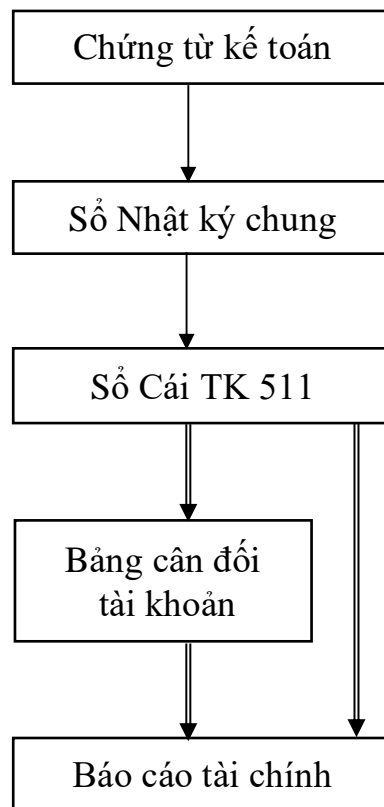 Chứng từ kế toán
Sổ Nhật ký chung
Sổ Cái TK 511
Bảng cân đối
tài khoản
Báo cáo tài chính